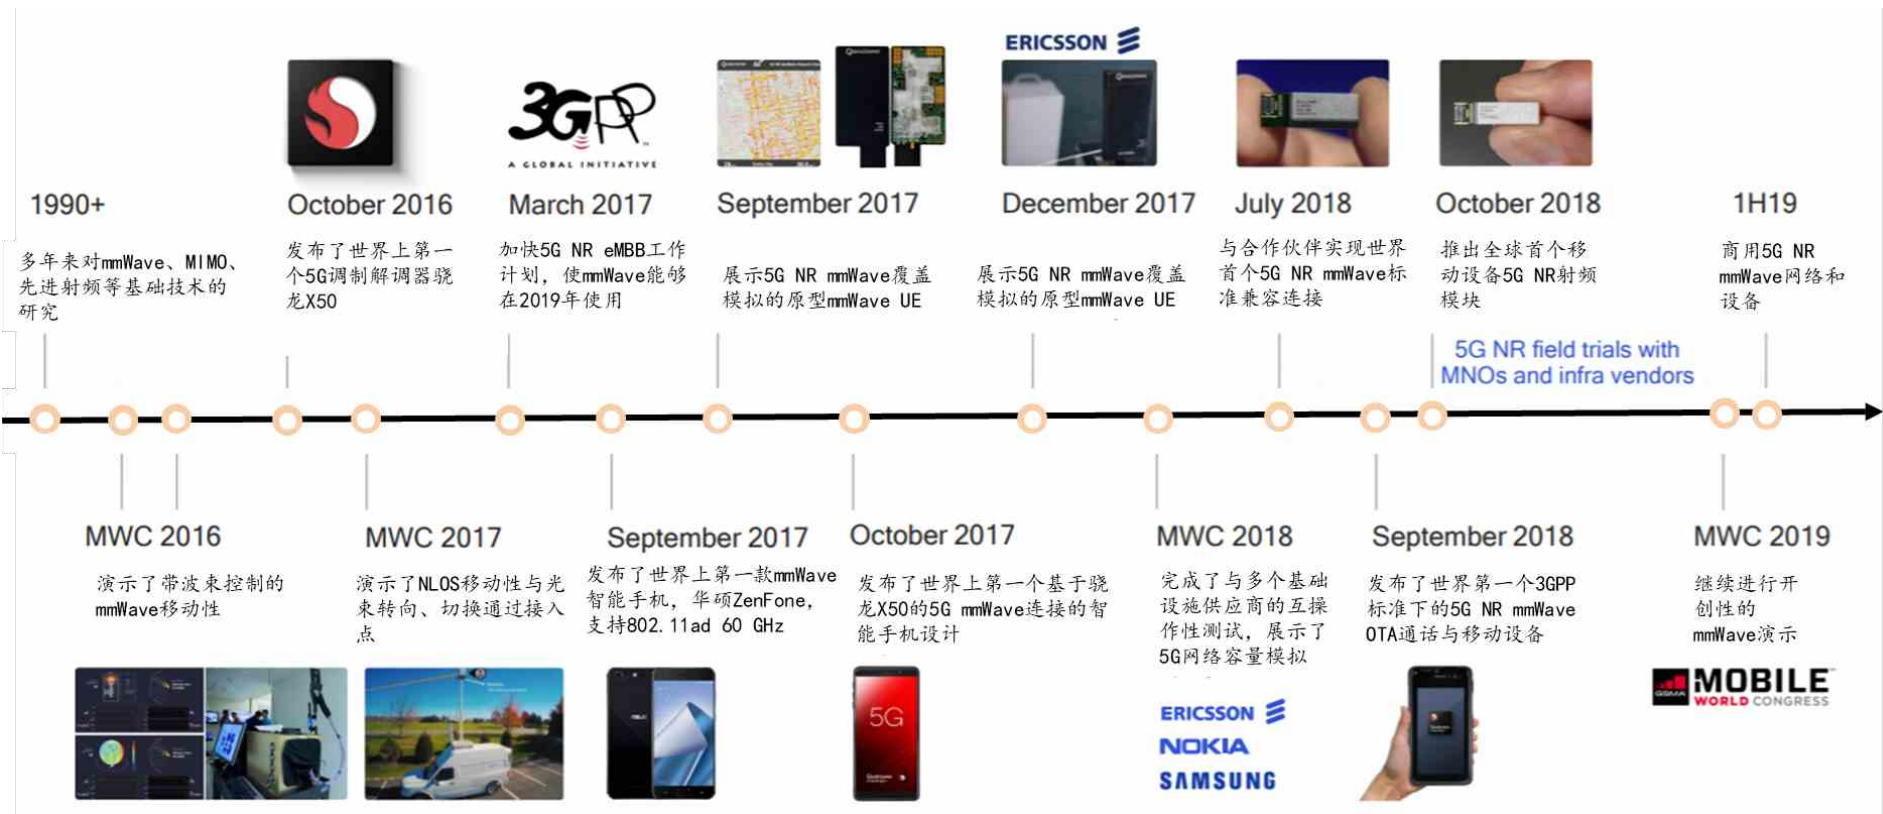 ERICSSON
3GPP
A GLOBAL INITIATIVE
1990+
October 2016
March 2017
September 2017
December 2017
July 2018
October 2018
1H19
多年来对mmWave、MIMO、
先进射频等基础技术的
研究
发布了世界上第一
个5G调制解调器骁
龙X50
加快5G NR eMBB工作
计划，使mmWave能够
在2019年使用
展示5G NR mmWave覆盖
模拟的原型mmWave UE
展示5G NR mmWave覆盖
模拟的原型mmWave UE
与合作伙伴实现世界
首个5G NR mmWave标
准兼容连接
推出全球首个移
动设备5G NR射频
模块
商用5G NR
mmWave网络和
设备
5G NR field trials with
MNOs and infra vendors
MWC 2016
MWC 2017
September 2017
October 2017
MWC 2018
September 2018
MWC 2019
演示了带波束控制的
mmWave移动性
演示了NLOS移动性与光
束转向、切换通过接入
点
发布了世界上第一款mmWave
智能手机，华硕ZenFone，
支持802.11ad 60 GHz
发布了世界上第一个基于骁
龙X50的5G mmWave连接的智
能手机设计
完成了与多个基础
设施供应商的互操
作性测试，展示了
5G网络容量模拟
发布了世界第一个3GPP
标准下的5G NR mmWave
OTA通话与移动设备
继续进行开
创性的
mmWave演示
5G
ERICSSON
NOKIA
SAMSUNG
GSMA
MOBILE
WORLD CONGRESS